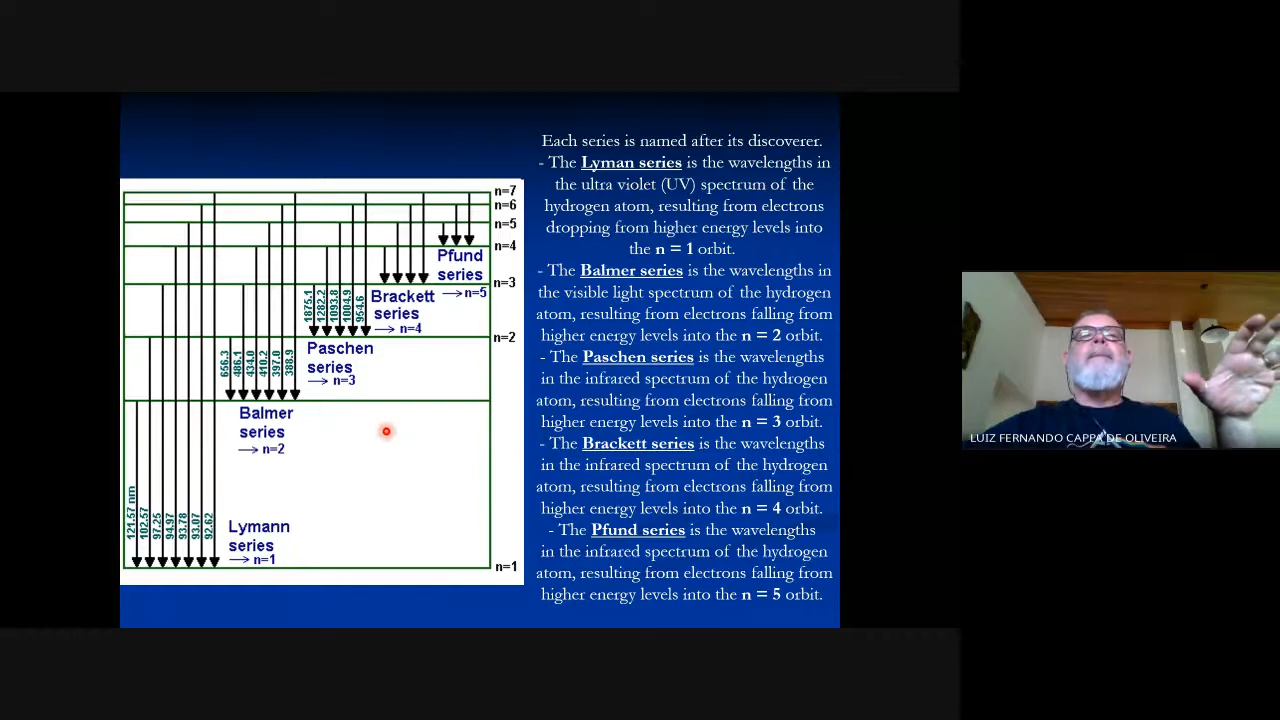 Each series is named after its discoverer.
- The Lyman series is the wavelengths in
the ultra violet (UV) spectrum of the
hydrogen atom, resulting from electrons
dropping from higher energy levels into
the n = 1 orbit.
- The Balmer series is the wavelengths in
the visible light spectrum of the hydrogen
atom, resulting from electrons falling from
higher energy levels into the n = 2 orbit.
- The Paschen series is the wavelengths
in the infrared spectrum of the hydrogen
atom, resulting from electrons falling from
higher energy levels into the n = 3 orbit.
- The Brackett series is the wavelengths
in the infrared spectrum of the hydrogen
atom, resulting from electrons falling from
higher energy levels into the n = 4 orbit.
- The Pfund series is the wavelengths
in the infrared spectrum of the hydrogen
atom, resulting from electrons falling from
higher energy levels into the n = 5 orbit.
n=7
n=6
n=5
n=4
n=3
n=2
n=1
Pfund
series
→n=5
Brackett
series
→ n=4
1875.1
1282.2
1093.8
1004.9
954.6
Paschen
series
→ n=3
656.3
486.1
434.0
410.2
397.0
388.9
Balmer
series
→ n=2
121.57 nm
102.57
97.25
94.97
93.78
93.07
92.62
Lymann
series
→ n=1
LUIZ FERNANDO CAPPA DE OLIVEIRA